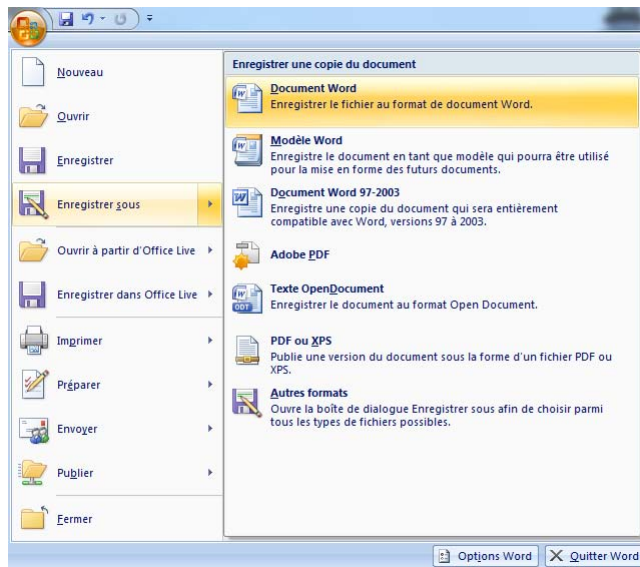 Nouveau
Ouvrir
Enregistrer
Enregistrer sous
Ouvrir à partir d'Office Live
Enregistrer dans Office Live
Imprimer
Préparer
Envoyer
Publier
Fermer
Enregistrer une copie du document
Document Word
Enregistrer le fichier au format de document Word.
Modèle Word
Enregistre le document en tant que modèle qui pourra être utilisé
pour la mise en forme des futurs documents.
Document Word 97-2003
Enregistre une copie du document qui sera entièrement
compatible avec Word, versions 97 à 2003.
Adobe PDF
Texte OpenDocument
Enregistrer le document au format Open Document.
PDF ou XPS
Publie une version du document sous la forme d'un fichier PDF ou
XPS.
Autres formats
Ouvre la boîte de dialogue Enregistrer sous afin de choisir parmi
tous les types de fichiers possibles.
Options Word
Quitter Word